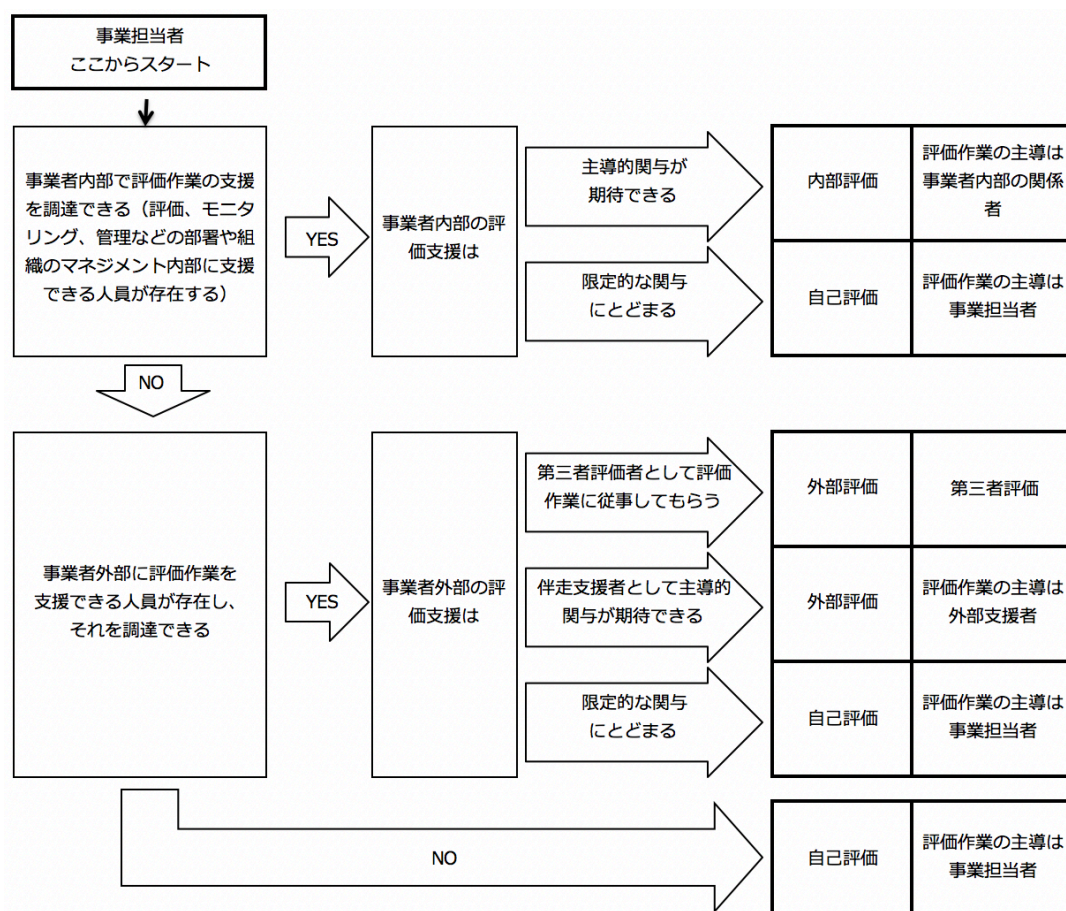 事業担当者
ここからスタート
事業者内部で評価作業の支援
を調達できる（評価、モニタ
リング、管理などの部署や組
織のマネジメント内部に支援
できる人員が存在する）
YES
事業者内部の評
価支援は
主導的関与が
期待できる
内部評価
評価作業の主導は
事業者内部の関係
者
限定的な関与
にとどまる
自己評価
評価作業の主導は
事業担当者
NO
事業者外部に評価作業を
支援できる人員が存在し、
それを調達できる
YES
事業者外部の評
価支援は
第三者評価者として評価
作業に従事してもらう
外部評価
第三者評価
伴走支援者として主導的
関与が期待できる
外部評価
評価作業の主導は
外部支援者
限定的な関与
にとどまる
自己評価
評価作業の主導は
事業担当者
NO
自己評価
評価作業の主導は
事業担当者